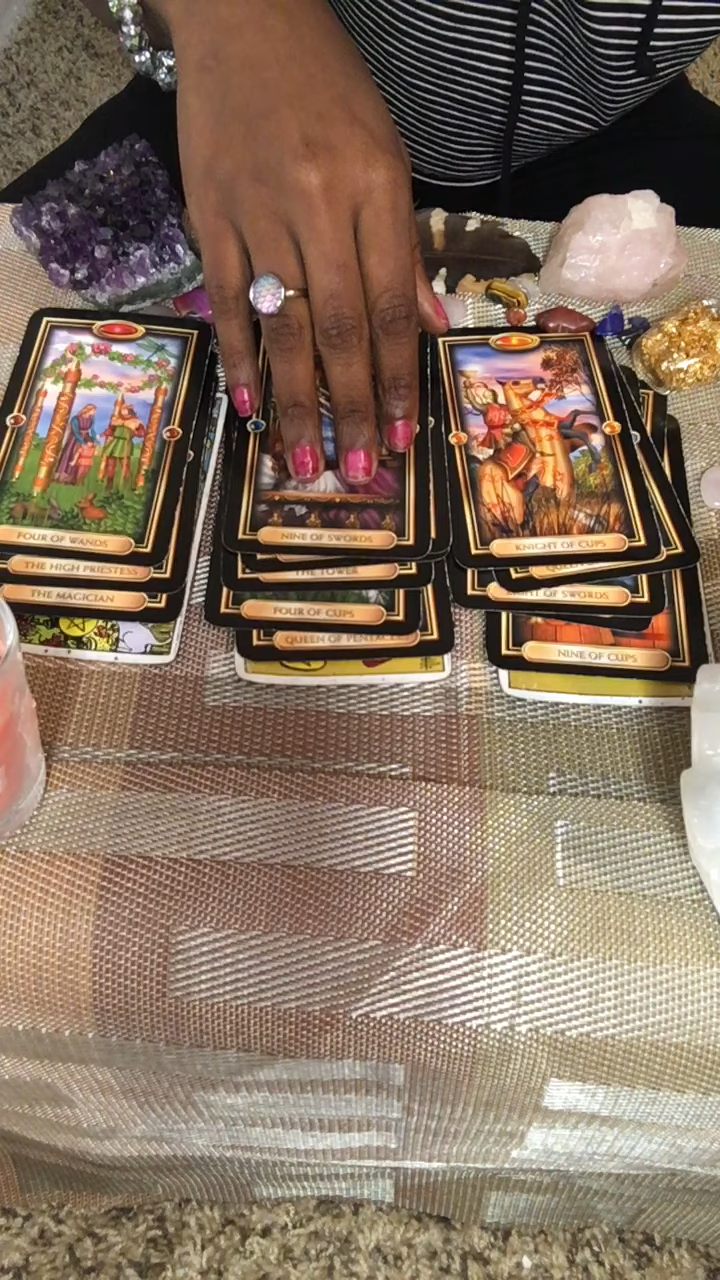 FOUR OF WANDS
THE HIGH PRIESTESS
THE MAGICIAN
NINE OF SWORDS
THE TOWER
FOUR OF CUPS
QUEEN OF PENTACLES
KNIGHT OF CUPS
QUEEN
OF SWORDS
NINE OF CUPS